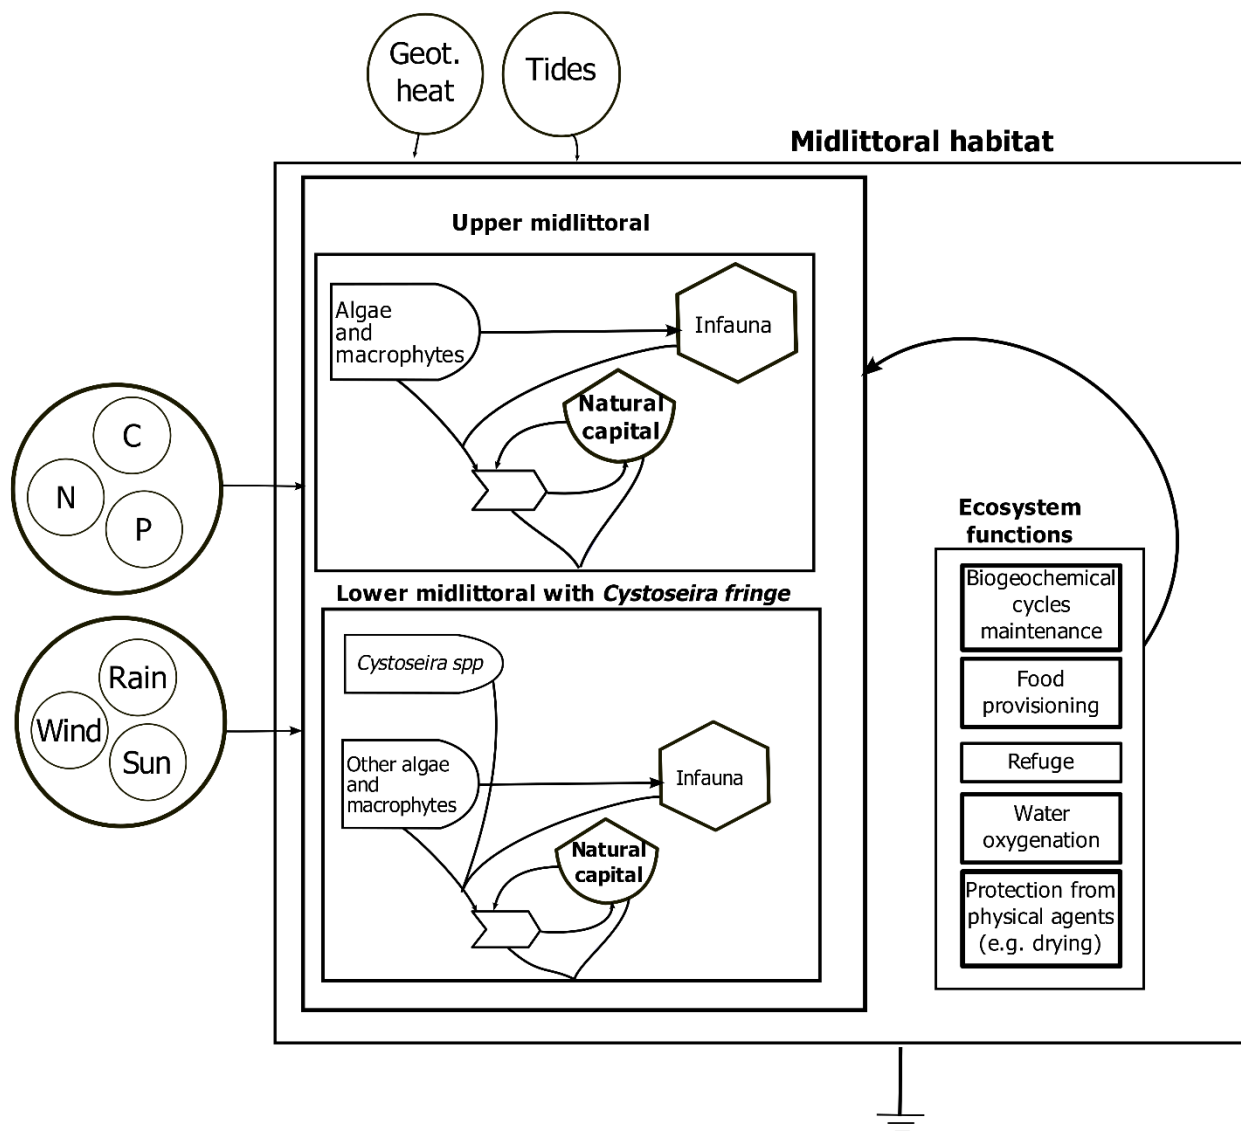 Geot.
heat
Tides
Midlittoral habitat
Upper midlittoral
Algae
and
macrophytes
Infauna
Natural
capital
C
N
P
Lower midlittoral with Cystoseira fringe
Cystoseira spp
Other algae
and
macrophytes
Infauna
Natural
capital
Rain
Wind
Sun
Ecosystem
functions
Biogeochemical
cycles
maintenance
Food
provisioning
Refuge
Water
oxygenation
Protection from
physical agents
(e.g. drying)